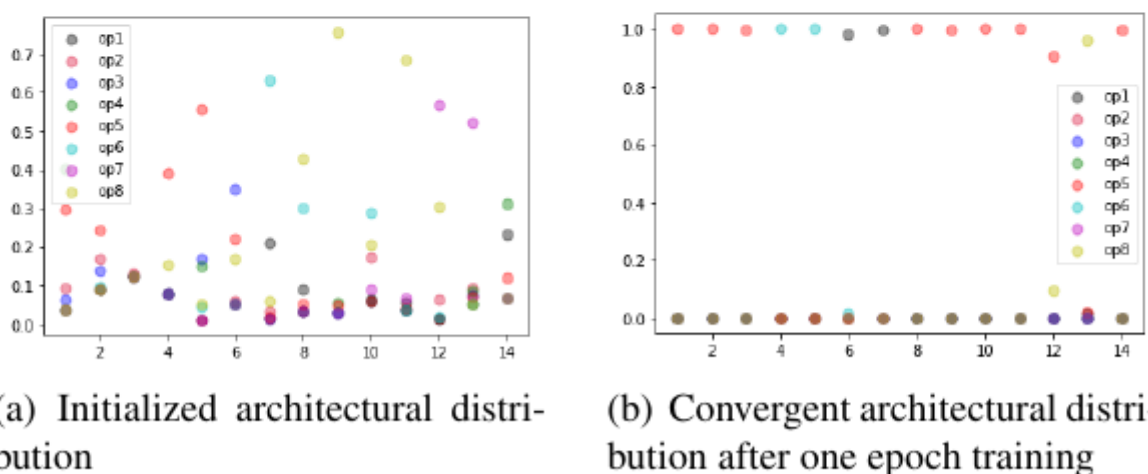 0.7
0.6
0.5
0.4
0.3
0.2
0.1
0.0
op1
op2
op3
op4
op5
op6
op7
op8
2 4 6 8 10 12 14
(a) Initialized architectural distri-
bution
1.0
0.8
0.6
0.4
0.2
0.0
op1
op2
op3
op4
op5
op6
op7
op8
2 4 6 8 10 12 14
(b) Convergent architectural distri
bution after one epoch training